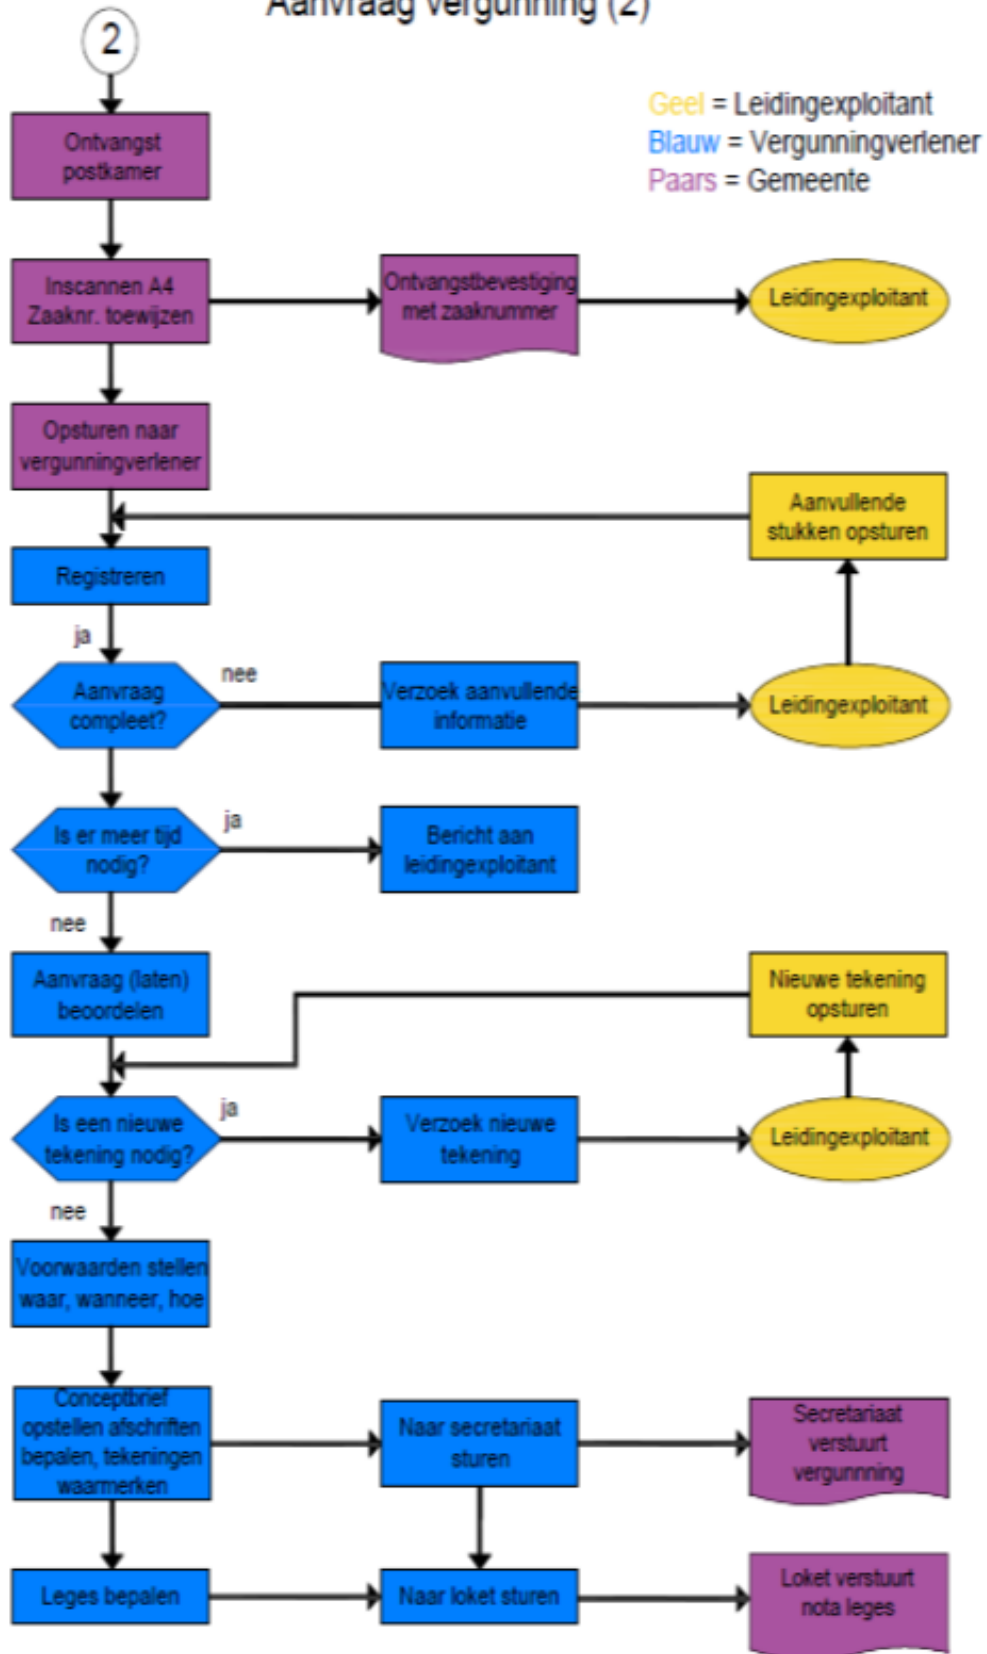 Aanvraag vergunning (2)
2
Geel = Leidingexploitant
Blauw = Vergunningverlener
Paars = Gemeente
Ontvangst
postkamer
Inscannen A4
Zaaknr. toewijzen
Ontvangstbevestiging
met zaaknummer
Leidingexploitant
Opsturen naar
vergunningverlener
Aanvullende
stukken opsturen
Registreren
ja
Aanvraag
compleet?
nee
Verzoek aanvullende
informatie
Leidingexploitant
Is er meer tijd
nodig?
ja
Bericht aan
leidingexploitant
nee
Aanvraag (laten)
beoordelen
Nieuwe tekening
opsturen
Is een nieuwe
tekening nodig?
ja
Verzoek nieuwe
tekening
Leidingexploitant
nee
Voorwaarden stellen
waar, wanneer, hoe
Conceptbrief
opstellen afschriften
bepalen, tekeningen
waarmerken
Naar secretariaat
sturen
Secretariaat
verstuurt
vergunnning
Leges bepalen
Naar loket sturen
Loket verstuurt
nota leges